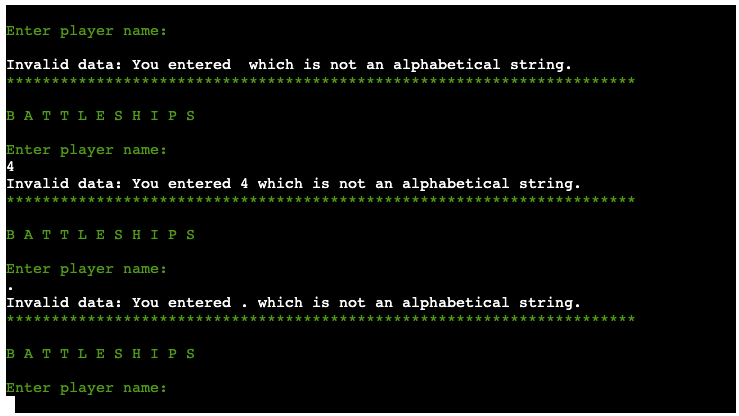 Enter player name:
Invalid data: You entered  which is not an alphabetical string.
**********************************************************************
B A T T L E S H I P S
Enter player name:
4
Invalid data: You entered 4 which is not an alphabetical string.
**********************************************************************
B A T T L E S H I P S
Enter player name:
.
Invalid data: You entered . which is not an alphabetical string.
**********************************************************************
B A T T L E S H I P S
Enter player name: